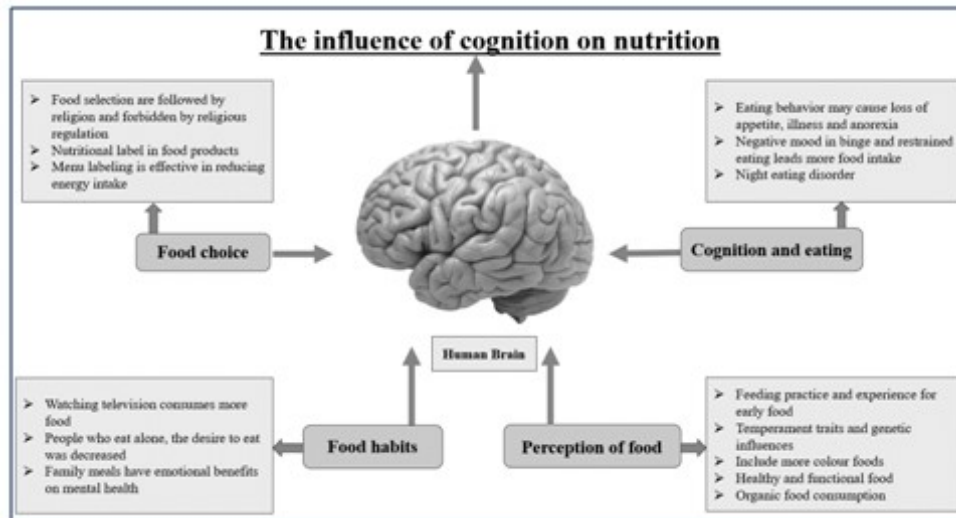 The influence of cognition on nutrition
➤ Food selection are followed by
religion and forbidden by religious
regulation
➤ Nutritional label in food products
➤ Menu labeling is effective in reducing
energy intake
➤ Eating behavior may cause loss of
appetite, illness and anorexia
➤ Negative mood in binge and restrained
eating leads more food intake
➤ Night eating disorder
Food choice
Cognition and eating
Human Brain
➤ Watching television consumes more
food
➤ People who eat alone, the desire to eat
was decreased
➤ Family meals have emotional benefits
on mental health
Food habits
Perception of food
➤ Feeding practice and experience for
early food
➤ Temperament traits and genetic
influences
➤ Include more colour foods
➤ Healthy and functional food
➤ Organic food consumption